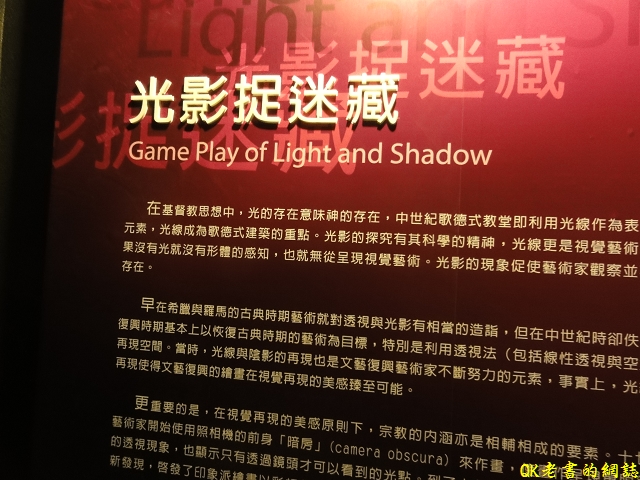 Light and Sh
光影捉迷藏
光影捉迷藏
Game Play of Light and Shadow
在基督教思想中，光的存在意味神的存在，中世紀歌德式教堂即利用光線作為表
元素，光線成為歌德式建築的重點。光影的探究有其科學的精神，光線更是視覺藝術
果沒有光就沒有形體的感知，也就無從呈現視覺藝術。光影的現象促使藝術家觀察並
存在。
早在希臘與羅馬的古典時期藝術就對透視與光影有相當的造詣，但在中世紀時卻佚
復興時期基本上以恢復古典時期的藝術為目標，特別是利用透視法（包括線性透視與空
再現空間。當時，光線與陰影的再現也是文藝復興藝術家不斷努力的元素，事實上，光
再現使得文藝復興的繪畫在視覺再現的美感臻至可能。
更重要的是，在視覺再現的美感原則下，宗教的內涵亦是相輔相成的要素。十七
藝術家開始使用照相機的前身「暗房」(camera obscura) 來作畫，
的透視現象，也顯示只有透過鏡頭才可以看到的光點。到了
新發現，啓發了印象派繪畫以
QK老書的網誌